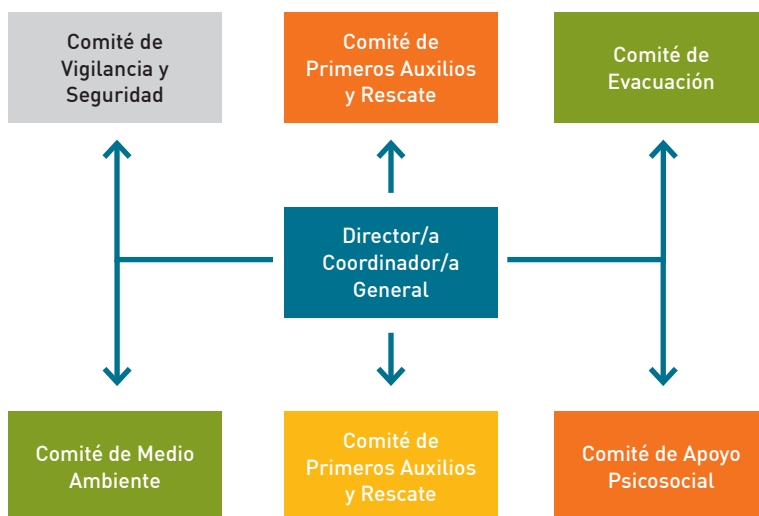 Comité de
Vigilancia y
Seguridad
Comité de
Primeros Auxilios
y Rescate
Comité de
Evacuación
Director/a
Coordinador/a
General
Comité de Medio
Ambiente
Comité de
Primeros Auxilios
y Rescate
Comité de Apoyo
Psicosocial